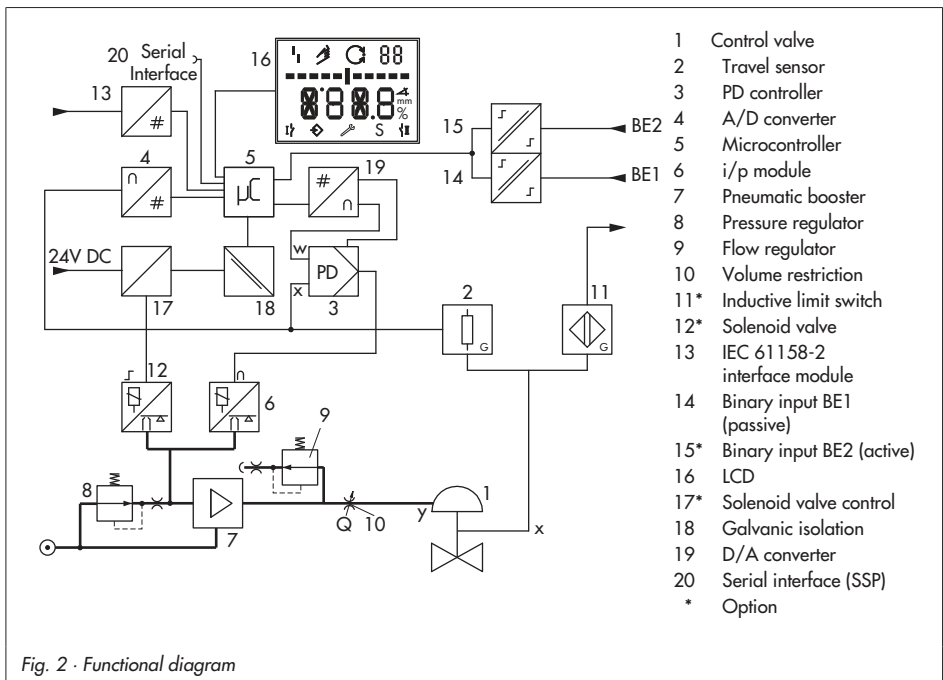 20 Serial
Interface
13
#
16
88
mm
%
S
15
BE2
14
BE1
4
∩
#
5
µC
#
∩
19
24V DC
17
18
w
x
PD
3
2
G
11
G
12
∩
6
9
8
7
Q
10
y
1
x
1 Control valve
2 Travel sensor
3 PD controller
4 A/D converter
5 Microcontroller
6 i/p module
7 Pneumatic booster
8 Pressure regulator
9 Flow regulator
10 Volume restriction
11* Inductive limit switch
12* Solenoid valve
13 IEC 61158-2
interface module
14 Binary input BE1
(passive)
15* Binary input BE2 (active)
16 LCD
17* Solenoid valve control
18 Galvanic isolation
19 D/A converter
20 Serial interface (SSP)
* Option
Fig. 2 · Functional diagram